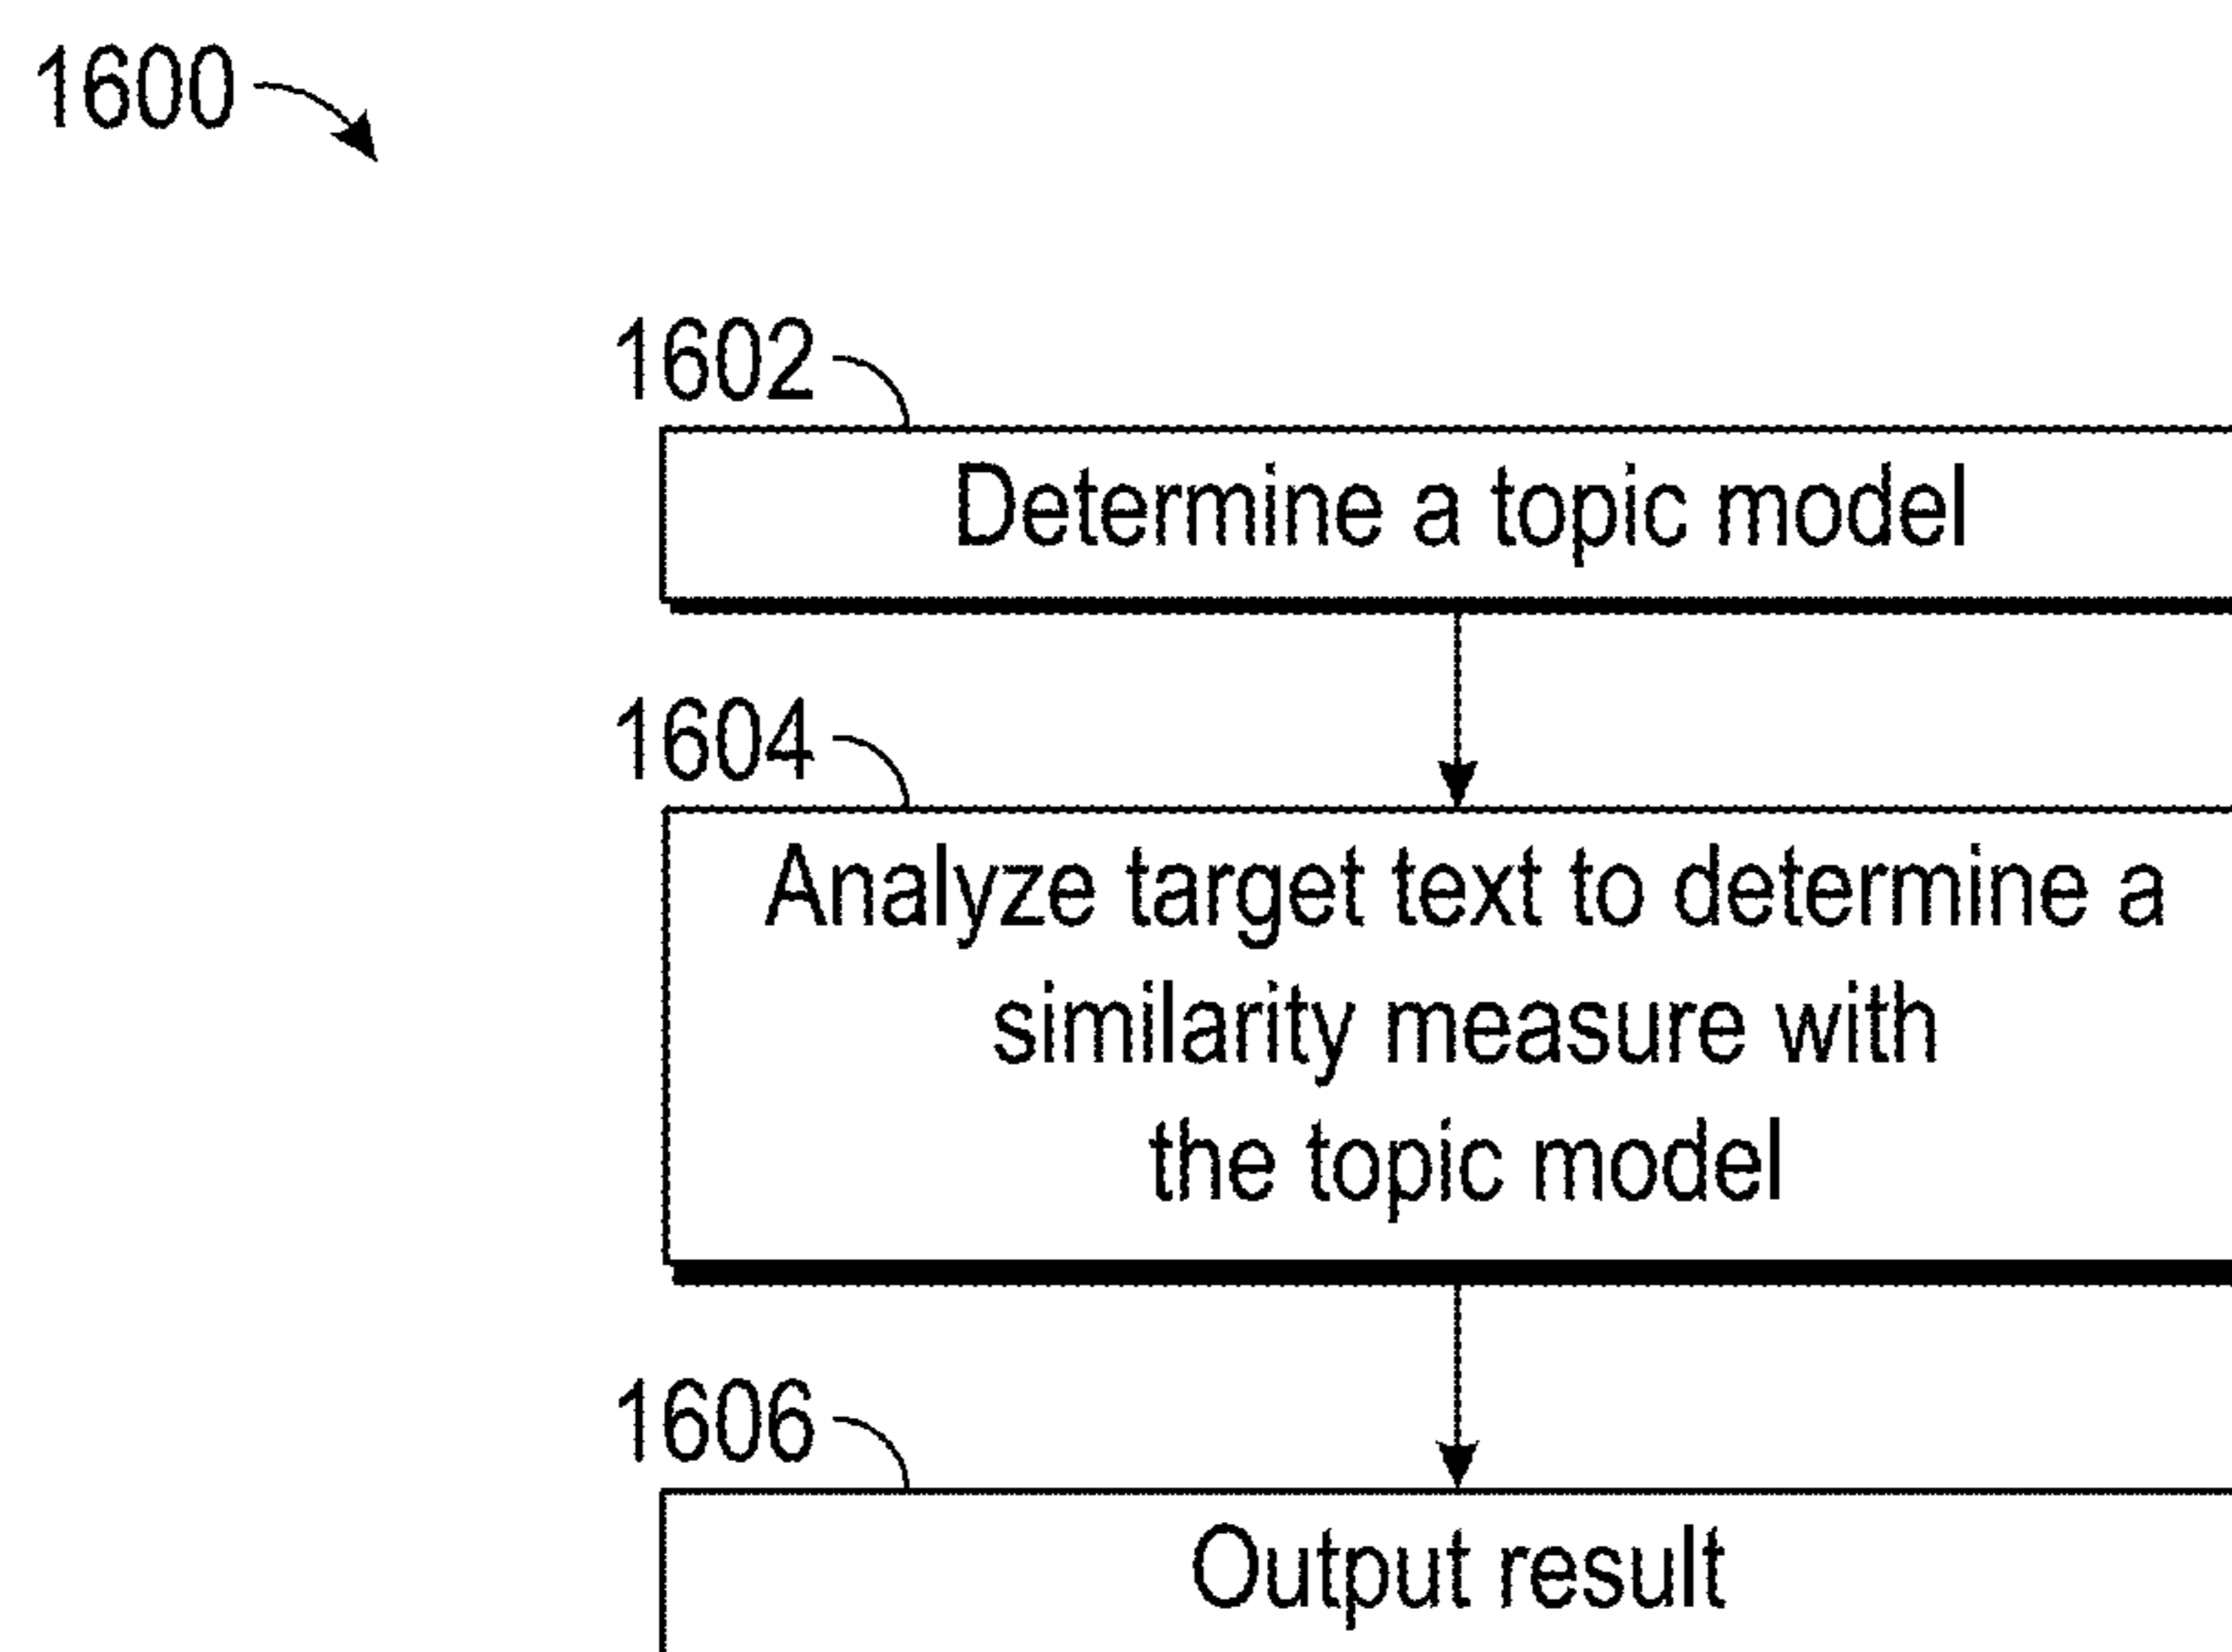 1600
1602
Determine a topic model
1604
Analyze target text to determine a
similarity measure with
the topic model
1606
Output result